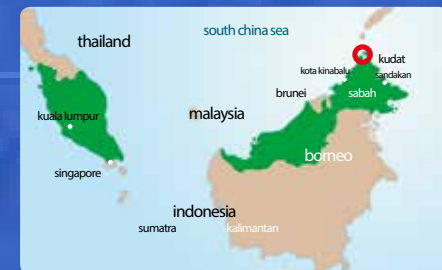 south china sea
thailand
kudat
kota kinabalu
sandakan
brunei
sabah
malaysia
kuala lumpur
borneo
singapore
indonesia
sumatra
kalimantan